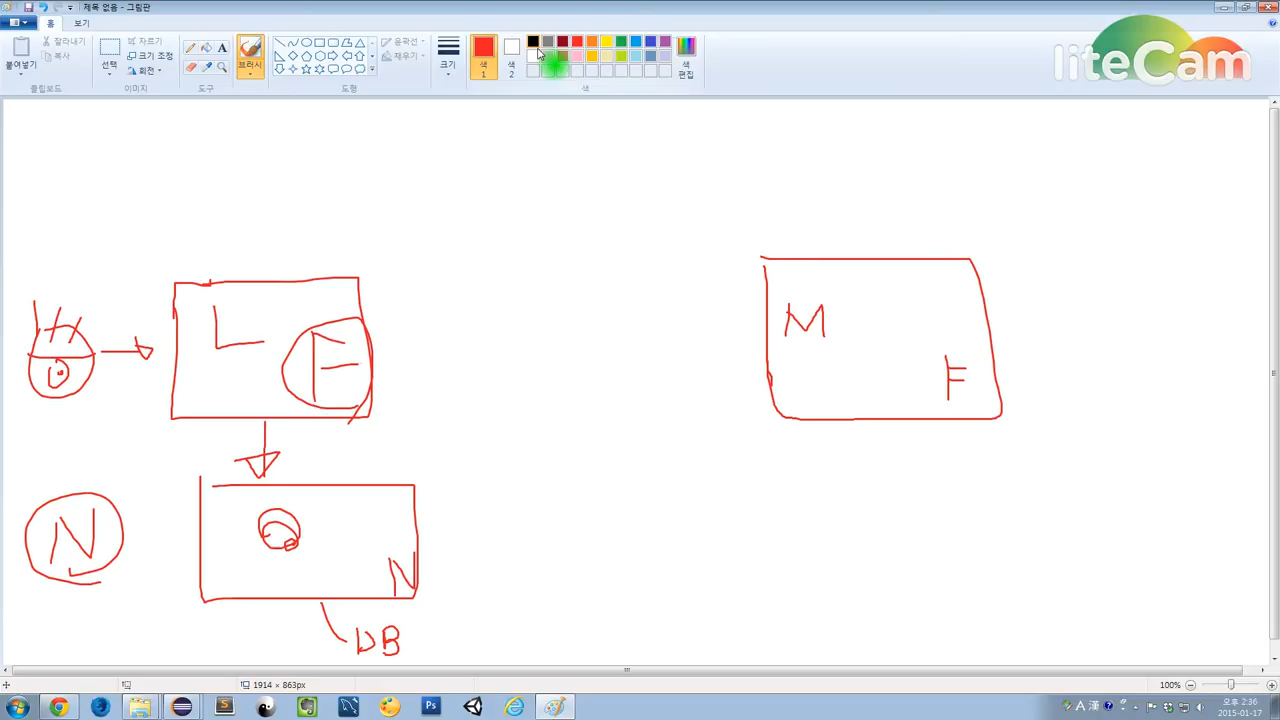 제목 없음 - 그림판
홈 보기
붙여넣기
잘라내기
복사
클립보드
선택
자르기
크기 조정
회전
이미지
A
브러시
도구
윤곽선
채우기
도형
크기
색 1
색 2
색 편집
색
liteCam
L
F
M
F
N
N
DB
1914 × 863px
100%
A 漢
오후 2:36
2015-01-17